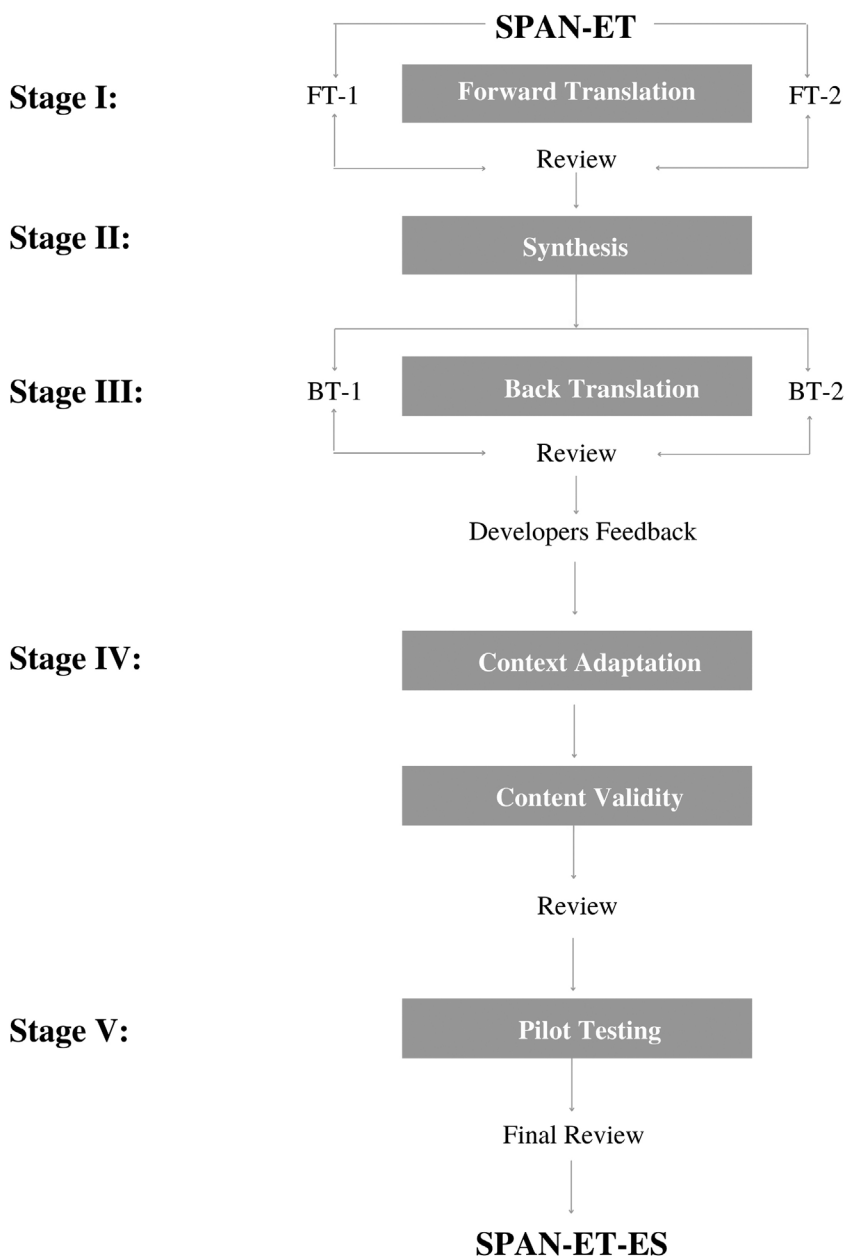 SPAN-ET
Stage I:
FT-1
Forward Translation
FT-2
Review
Stage II:
Synthesis
Stage III:
BT-1
Back Translation
BT-2
Review
Developers Feedback
Stage IV:
Context Adaptation
Content Validity
Review
Stage V:
Pilot Testing
Final Review
SPAN-ET-ES